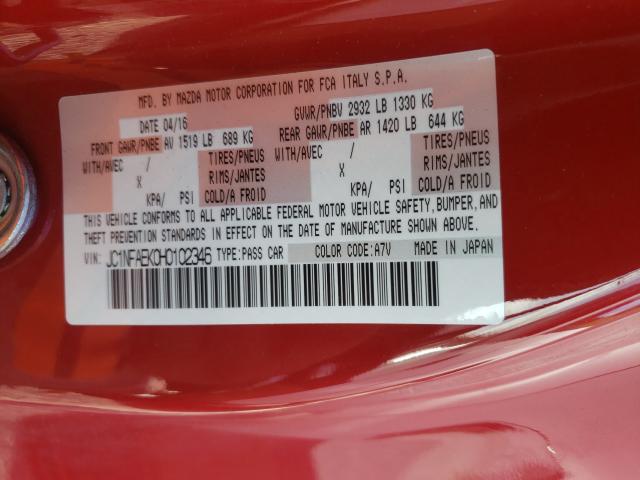 MFD. BY MAZDA MOTOR CORPORATION FOR FCA ITALY S.P.A.
DATE 04/16 GVWR/PNBV 2932 LB 1330 KG
FRONT GAWR/PNBE AV 1519 LB 689 KG REAR GAWR/PNBE AR 1420 LB 644 KG
WITH/AVEC / TIRES/PNEUS WITH/AVEC / TIRES/PNEUS
X RIMS/JANTES X RIMS/JANTES
KPA/ PSI COLD/A FROID KPA/ PSI COLD/A FROID
THIS VEHICLE CONFORMS TO ALL APPLICABLE FEDERAL MOTOR VEHICLE SAFETY, BUMPER, AND
THEFT PREVENTION STANDARDS IN EFFECT ON THE DATE OF MANUFACTURE SHOWN ABOVE.
VIN: JC1NFAEK0H0102346 TYPE: PASS CAR COLOR CODE: A7V MADE IN JAPAN